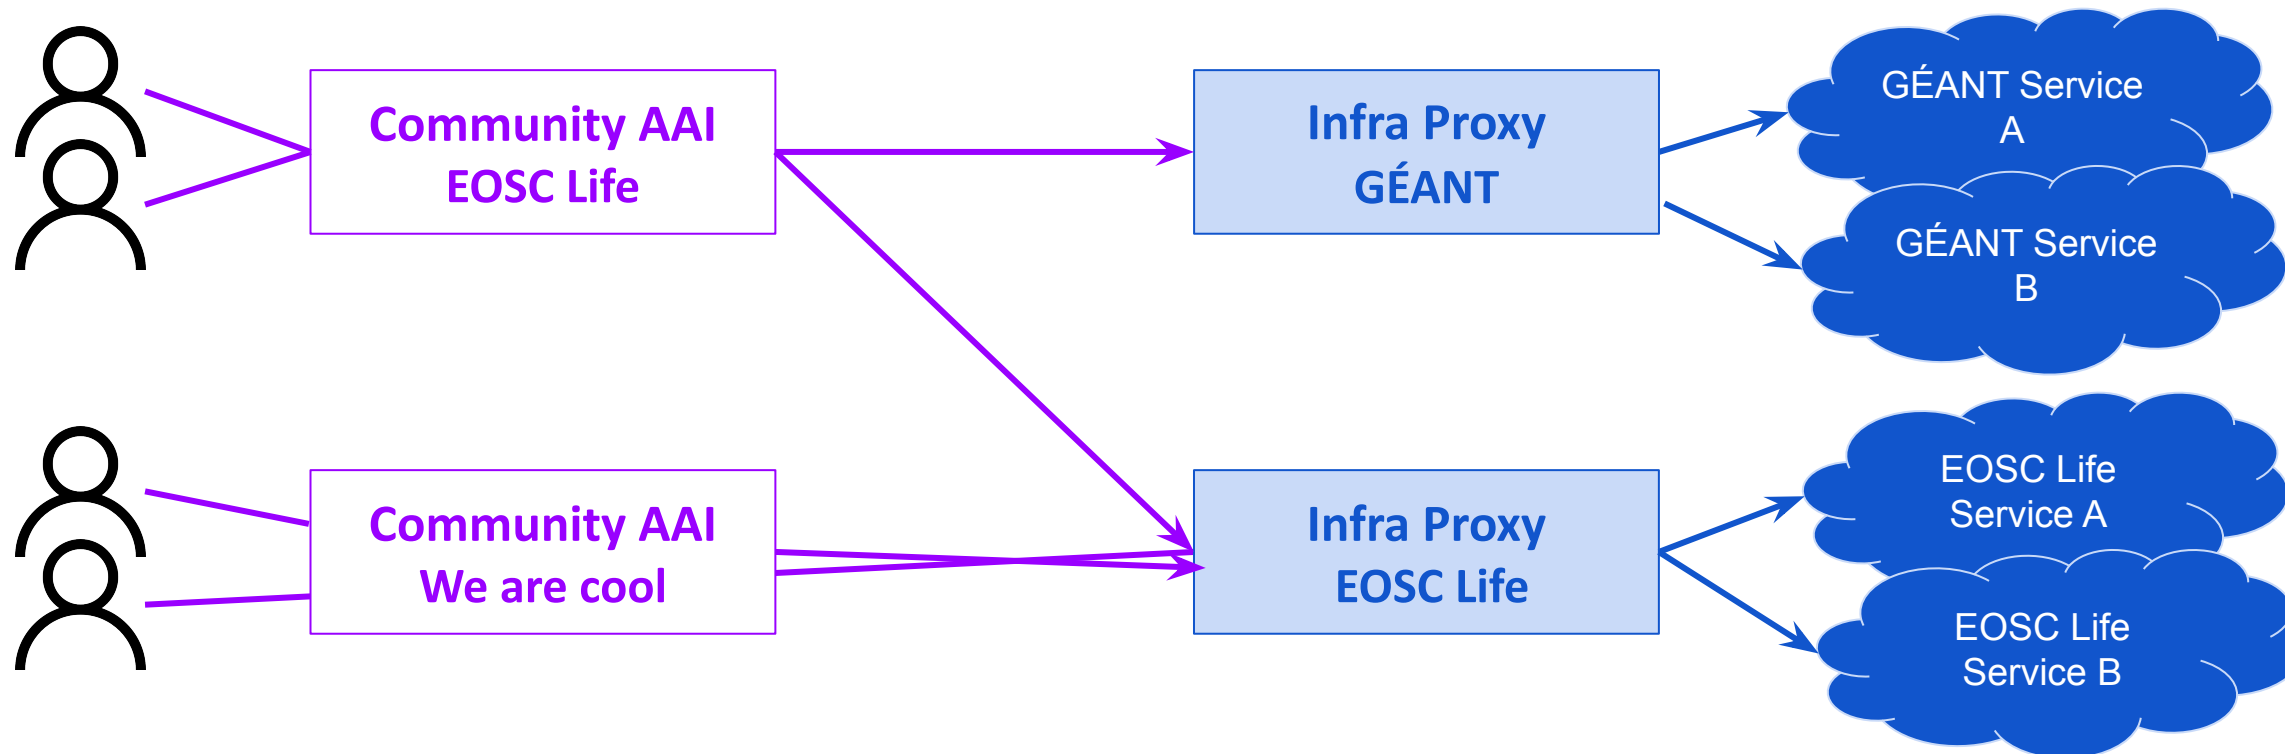 Community AAI
EOSC Life
Infra Proxy
GÉANT
GÉANT Service
A
GÉANT Service
B
Community AAI
We are cool
Infra Proxy
EOSC Life
EOSC Life
Service A
EOSC Life
Service B